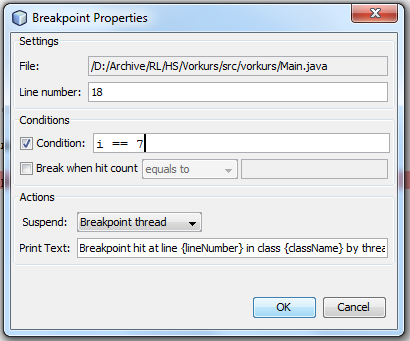 Breakpoint Properties
Settings
File: /D:/Archive/RL/HS/Vorkurs/src/vorkurs/Main.java
Line number: 18
Conditions
Condition: i == 7
Break when hit count equals to
Actions
Suspend: Breakpoint thread
Print Text: Breakpoint hit at line {lineNumber} in class {className} by threa
OK Cancel